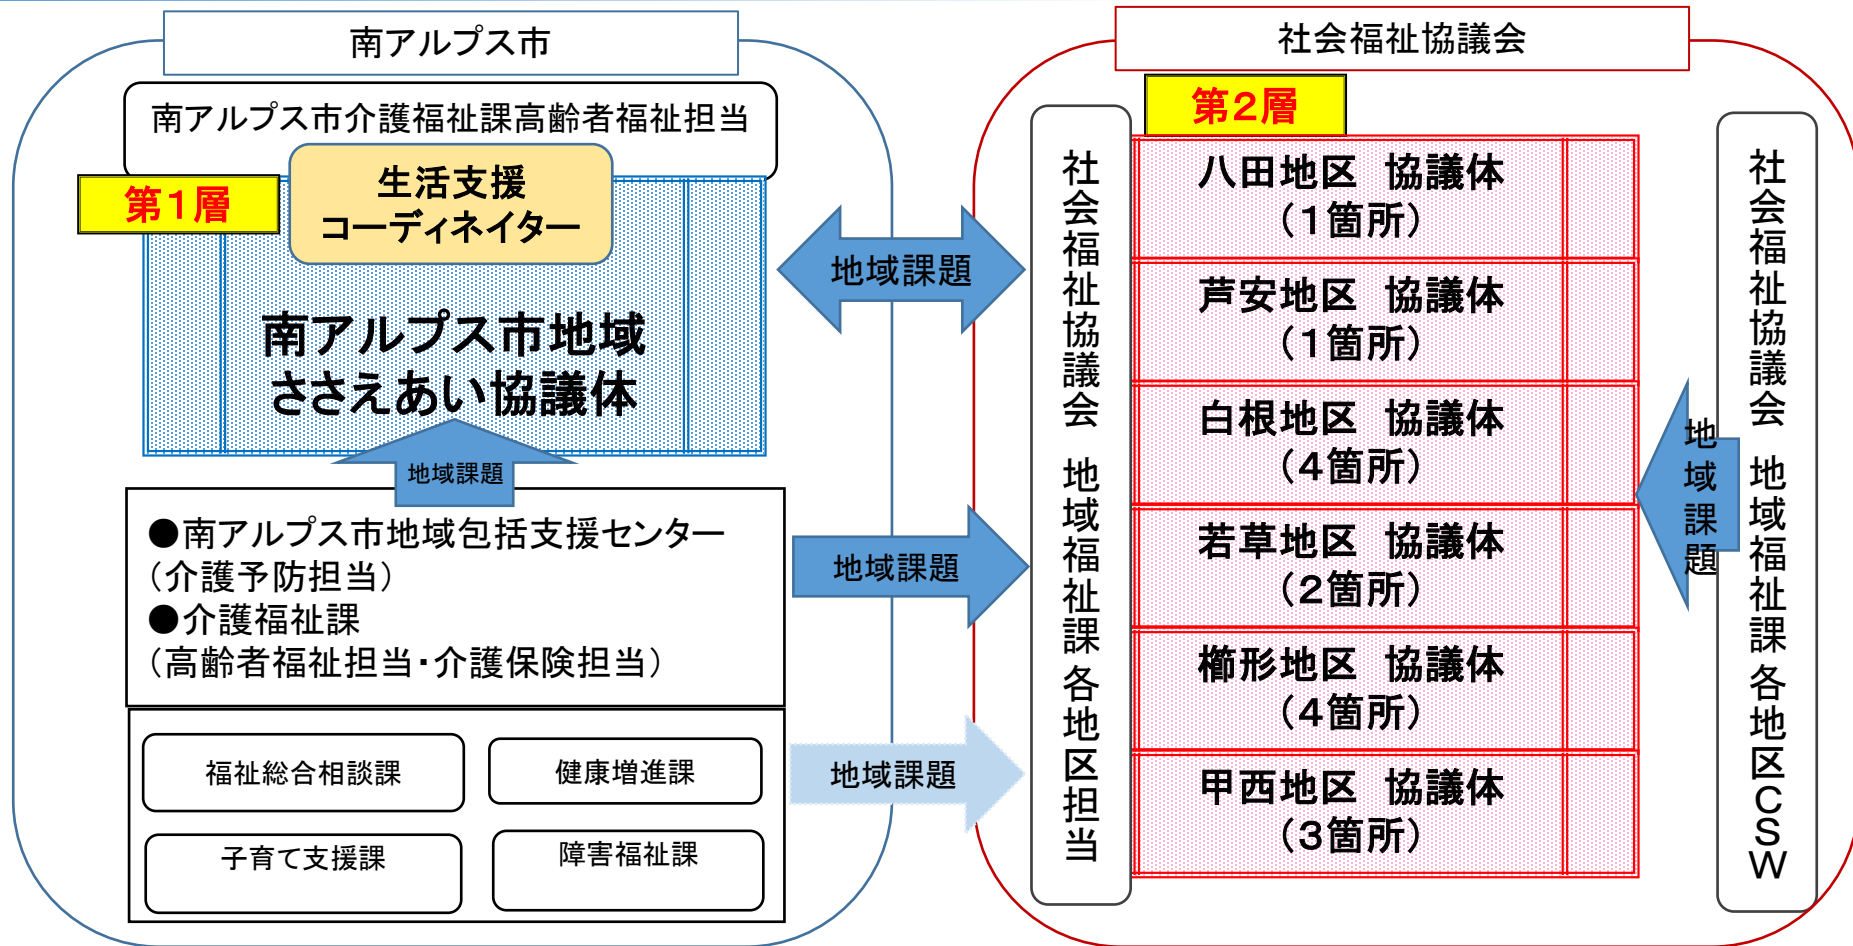 南アルプス市
南アルプス市介護福祉課高齢者福祉担当
第1層
生活支援
コーディネイター
南アルプス市地域
ささえあい協議体
地域課題
●南アルプス市地域包括支援センター
（介護予防担当）
●介護福祉課
（高齢者福祉担当・介護保険担当）
福祉総合相談課
健康増進課
子育て支援課
障害福祉課
地域課題
地域課題
地域課題
社会福祉協議会
社会福祉協議会 地域福祉課各地区担当
第2層
八田地区 協議体
（1箇所）
芦安地区 協議体
（1箇所）
白根地区 協議体
（4箇所）
若草地区 協議体
（2箇所）
櫛形地区 協議体
（4箇所）
甲西地区 協議体
（3箇所）
地域課題
社会福祉協議会 地域福祉課各地区CSW